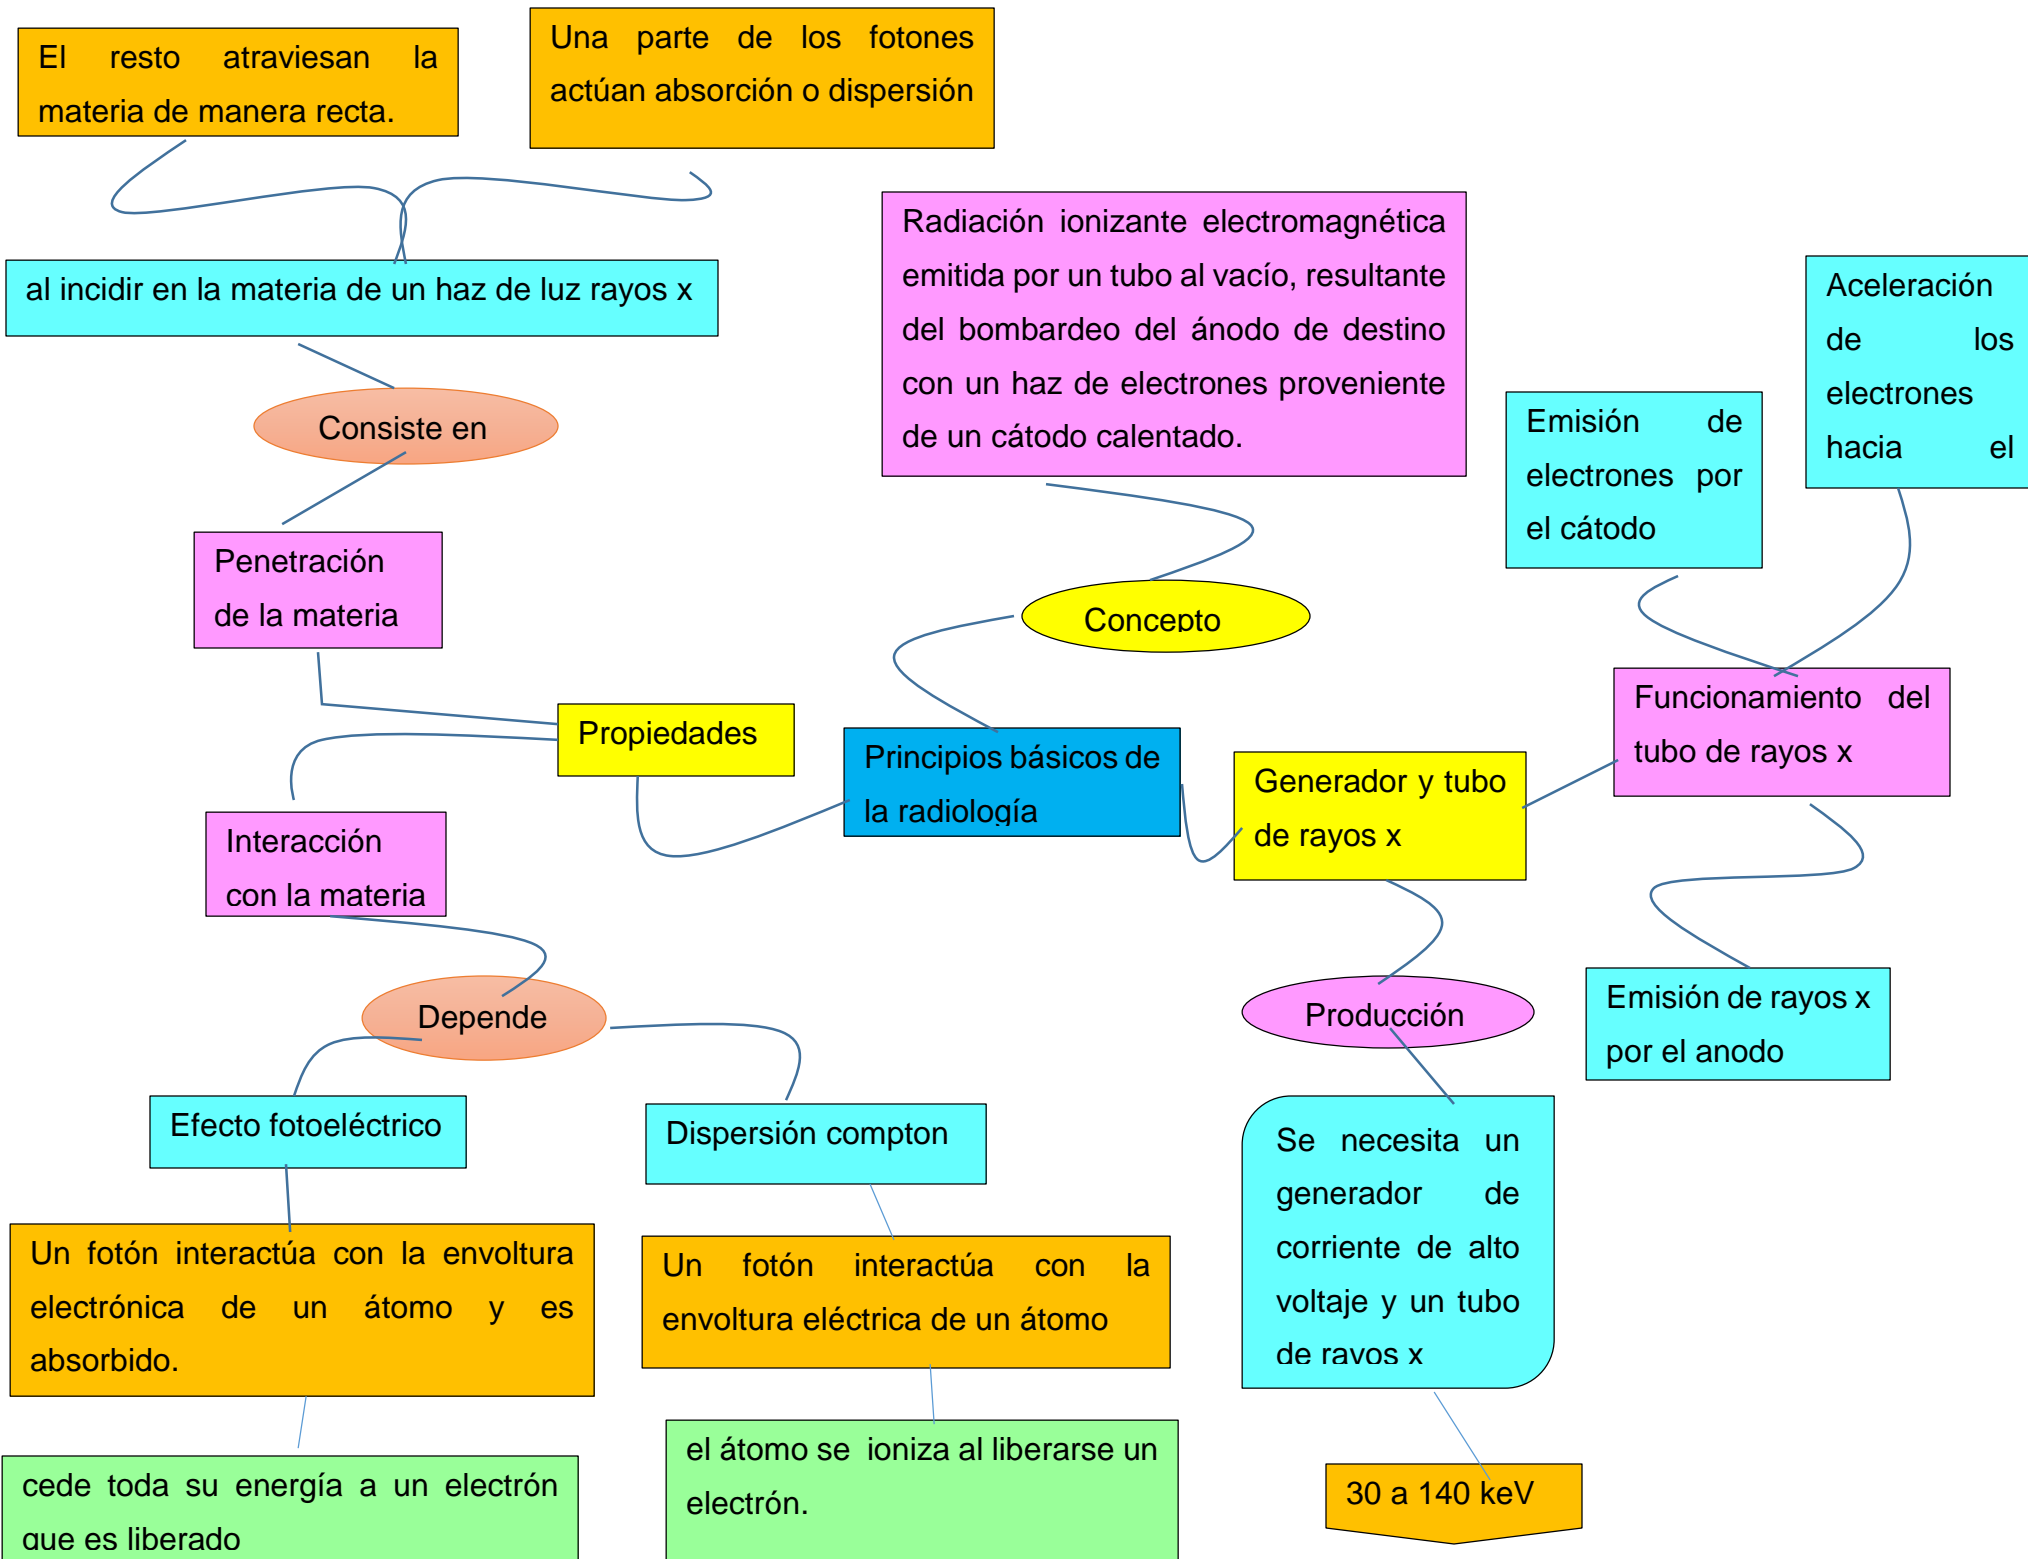 El resto atraviesan la
materia de manera recta.
Una parte de los fotones
actúan absorción o dispersión
al incidir en la materia de un haz de luz rayos x
Consiste en
Penetración
de la materia
Radiación ionizante electromagnética
emitida por un tubo al vacío, resultante
del bombardeo del ánodo de destino
con un haz de electrones proveniente
de un cátodo calentado.
Concepto
Aceleración
de los
electrones
hacia el
Emisión de
electrones por
el cátodo
Propiedades
Principios básicos de
la radiología
Generador y tubo
de rayos x
Funcionamiento del
tubo de rayos x
Interacción
con la materia
Depende
Producción
Emisión de rayos x
por el anodo
Efecto fotoeléctrico
Dispersión compton
Se necesita un
generador de
corriente de alto
voltaje y un tubo
de rayos x
Un fotón interactúa con la envoltura
electrónica de un átomo y es
absorbido.
Un fotón interactúa con la
envoltura eléctrica de un átomo
cede toda su energía a un electrón
que es liberado
el átomo se ioniza al liberarse un
electrón.
30 a 140 keV